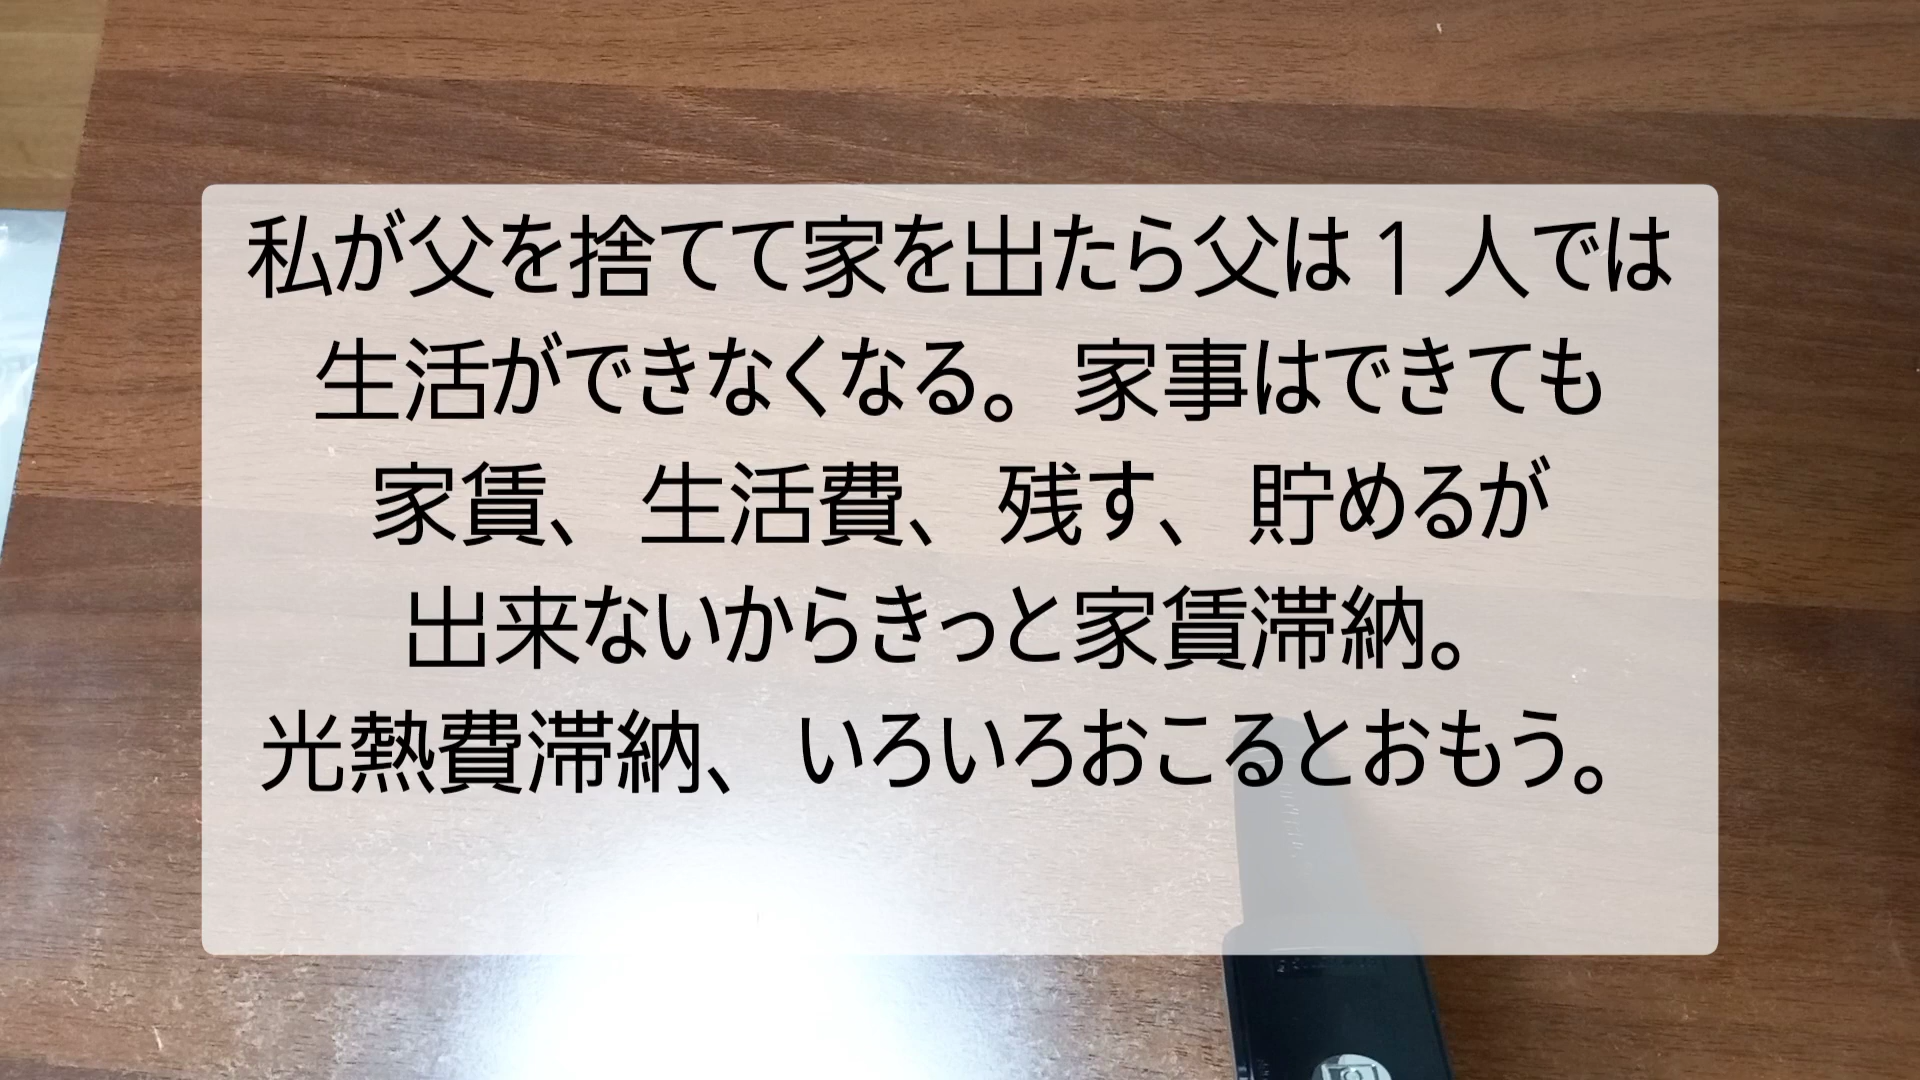 私が父を捨てて家を出たら父は1人では
生活ができなくなる。家事はできても
家賃、生活費、残す、貯めるが
出来ないからきっと家賃滞納。
光熱費滞納、いろいろおこるとおもう。